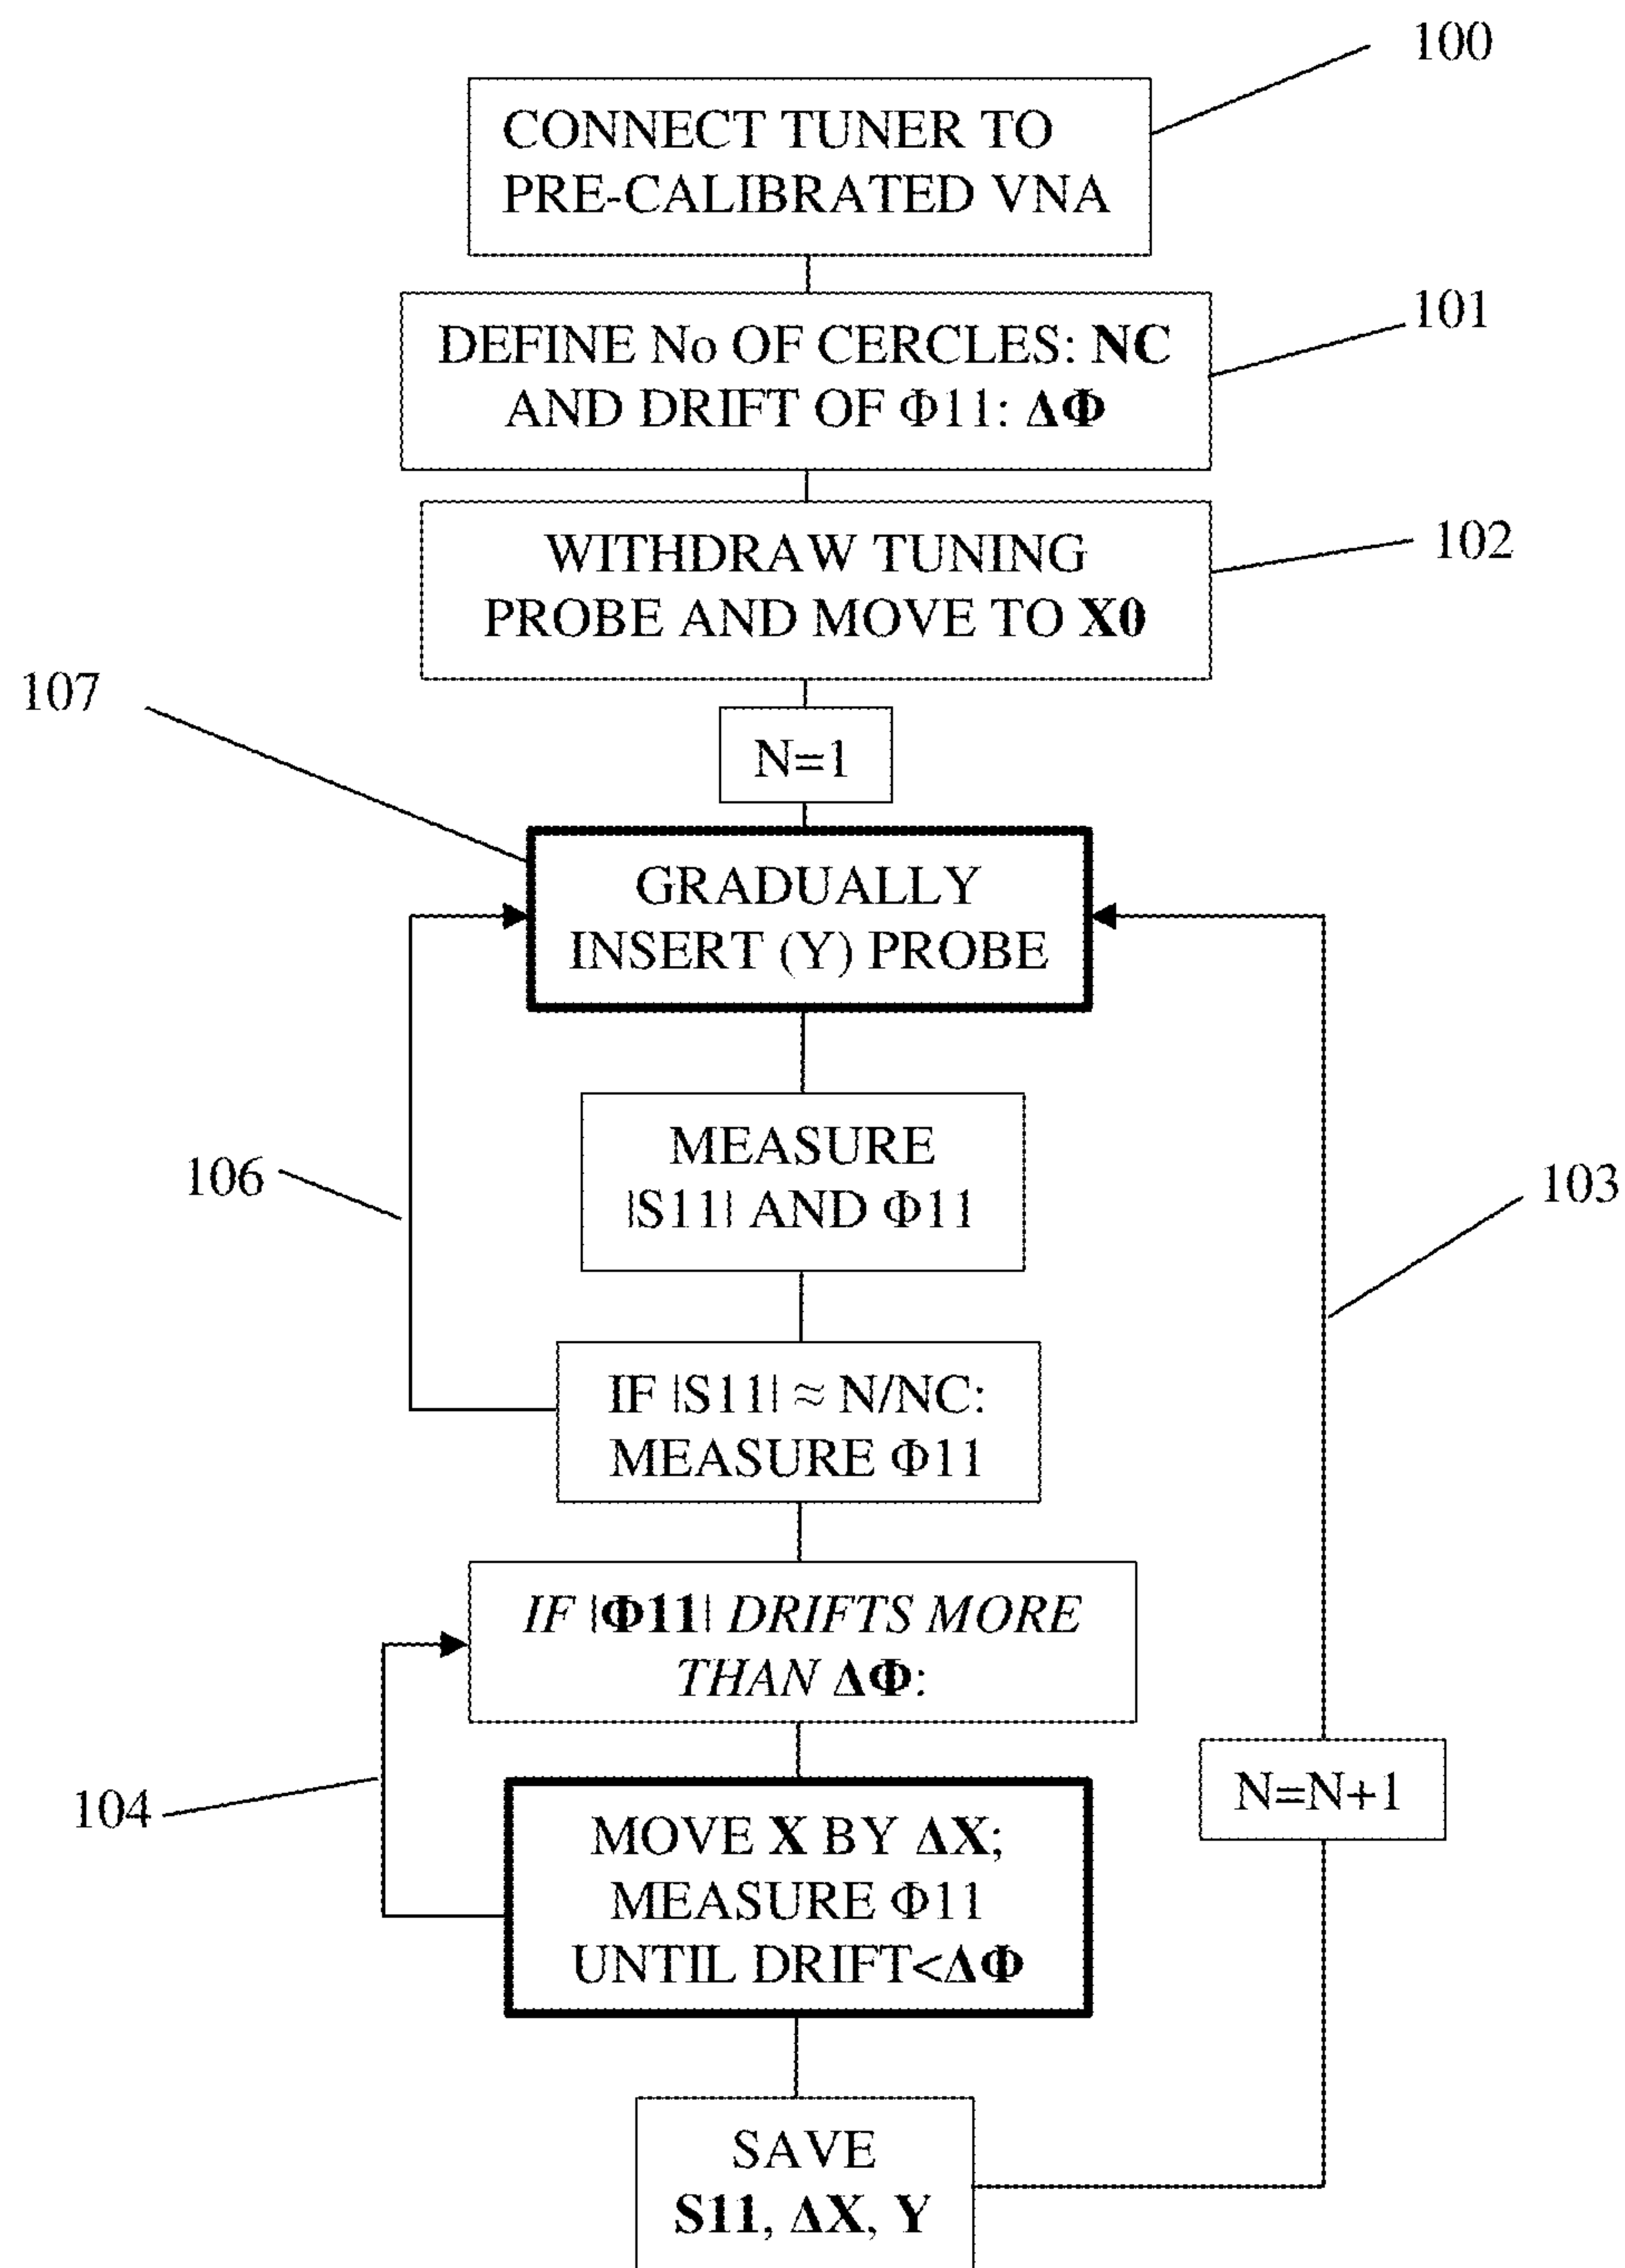 100
CONNECT TUNER TO
PRE-CALIBRATED VNA
101
DEFINE No OF CERCLES: NC
AND DRIFT OF Φ11: ΔΦ
102
WITHDRAW TUNING
PROBE AND MOVE TO X0
107
N=1
GRADUALLY
INSERT (Y) PROBE
MEASURE
|S11| AND Φ11
106
103
IF |S11| ≈ N/NC:
MEASURE Φ11
IF |Φ11| DRIFTS MORE
THAN ΔΦ:
104
N=N+1
MOVE X BY ΔX;
MEASURE Φ11
UNTIL DRIFT<ΔΦ
SAVE
S11, ΔX, Y